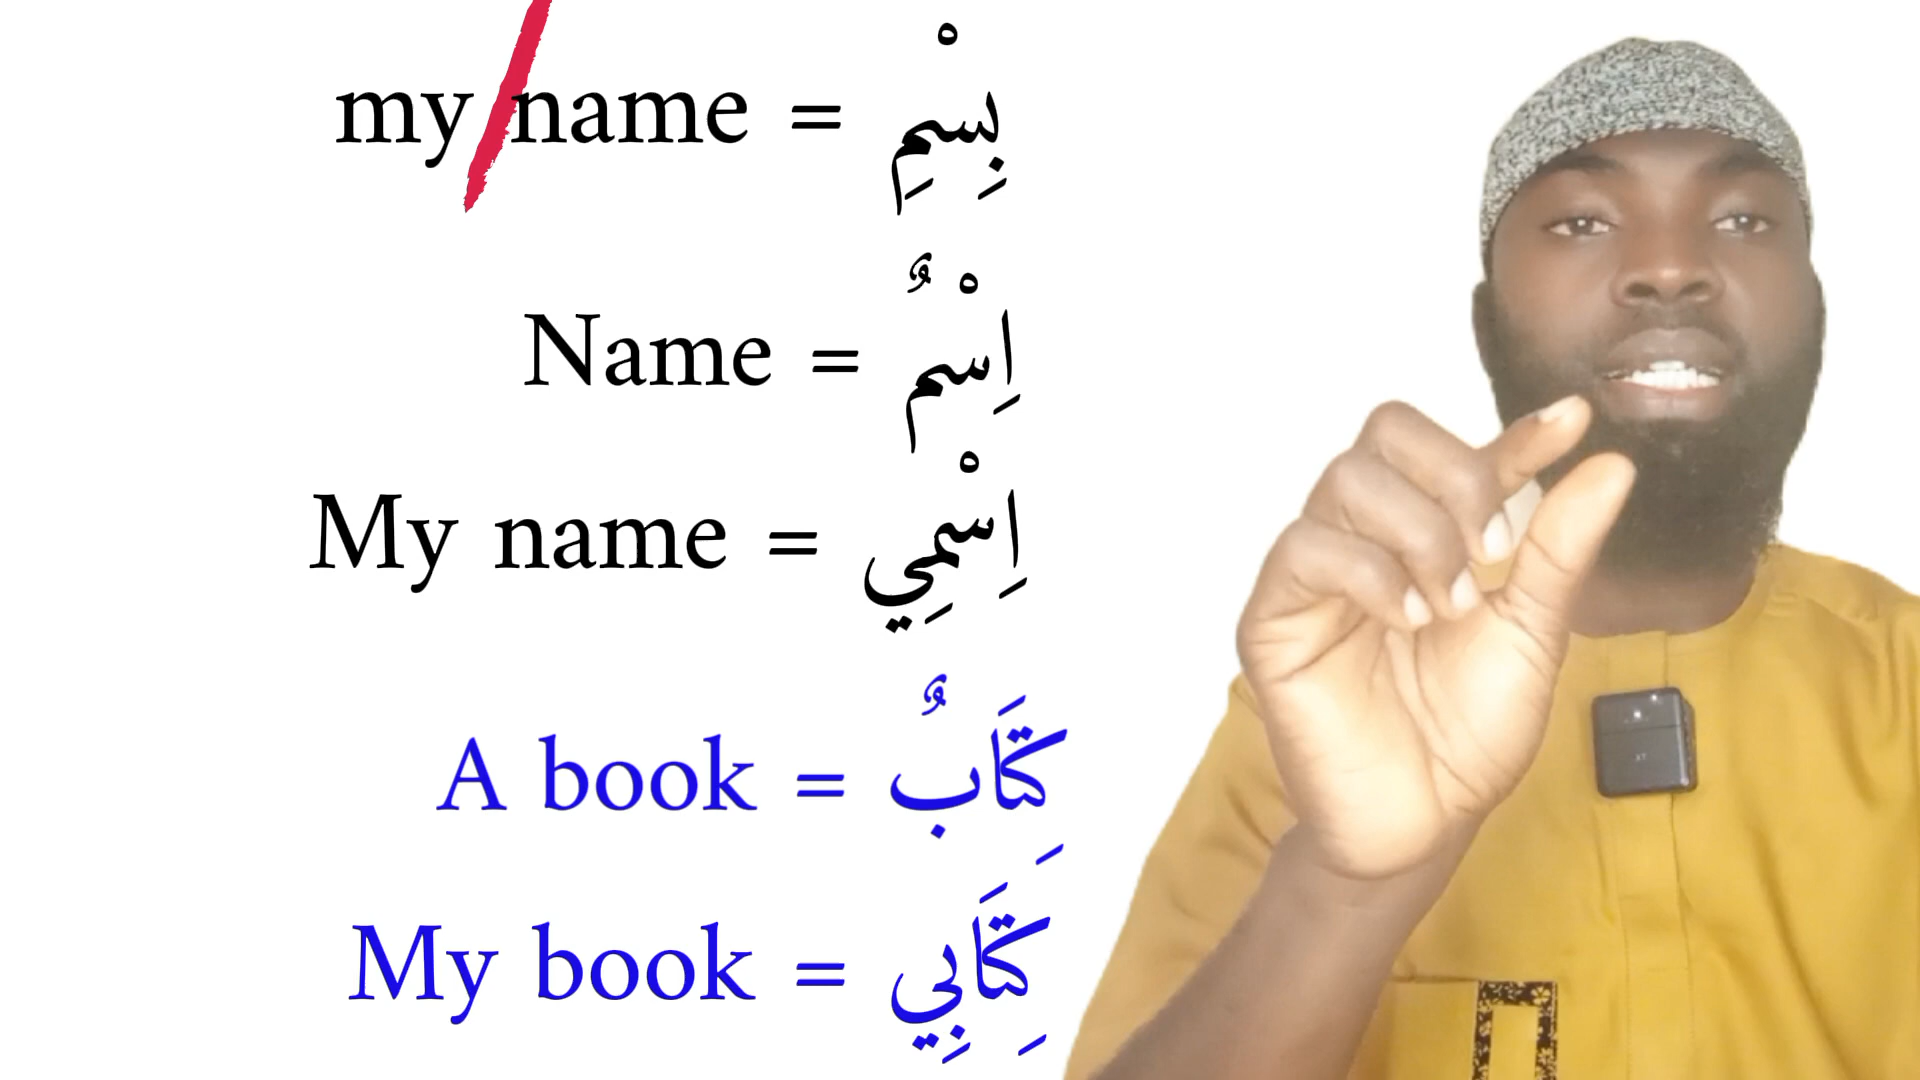 my name = بِسْمِ
Name = اِسْمٌ
My name = اِسْمِي
A book = كِتَابٌ
My book = كِتَابِي